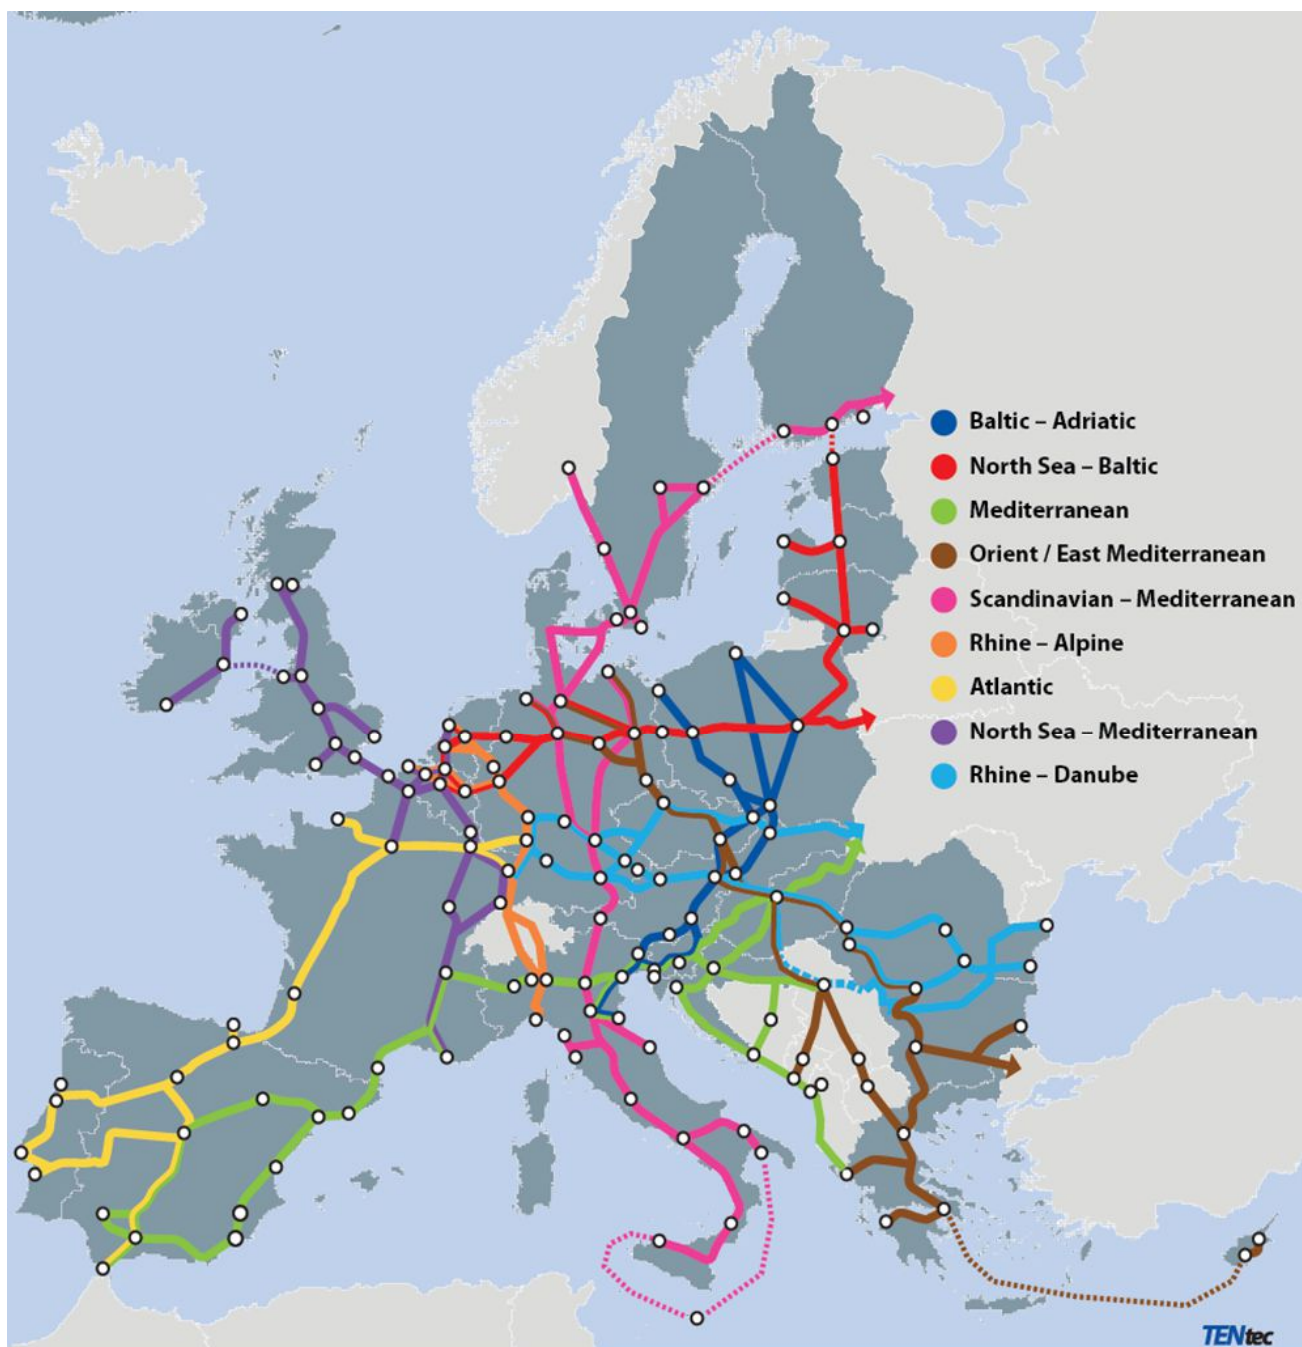 Baltic – Adriatic
North Sea – Baltic
Mediterranean
Orient / East Mediterranean
Scandinavian – Mediterranean
Rhine – Alpine
Atlantic
North Sea – Mediterranean
Rhine – Danube
TENtec